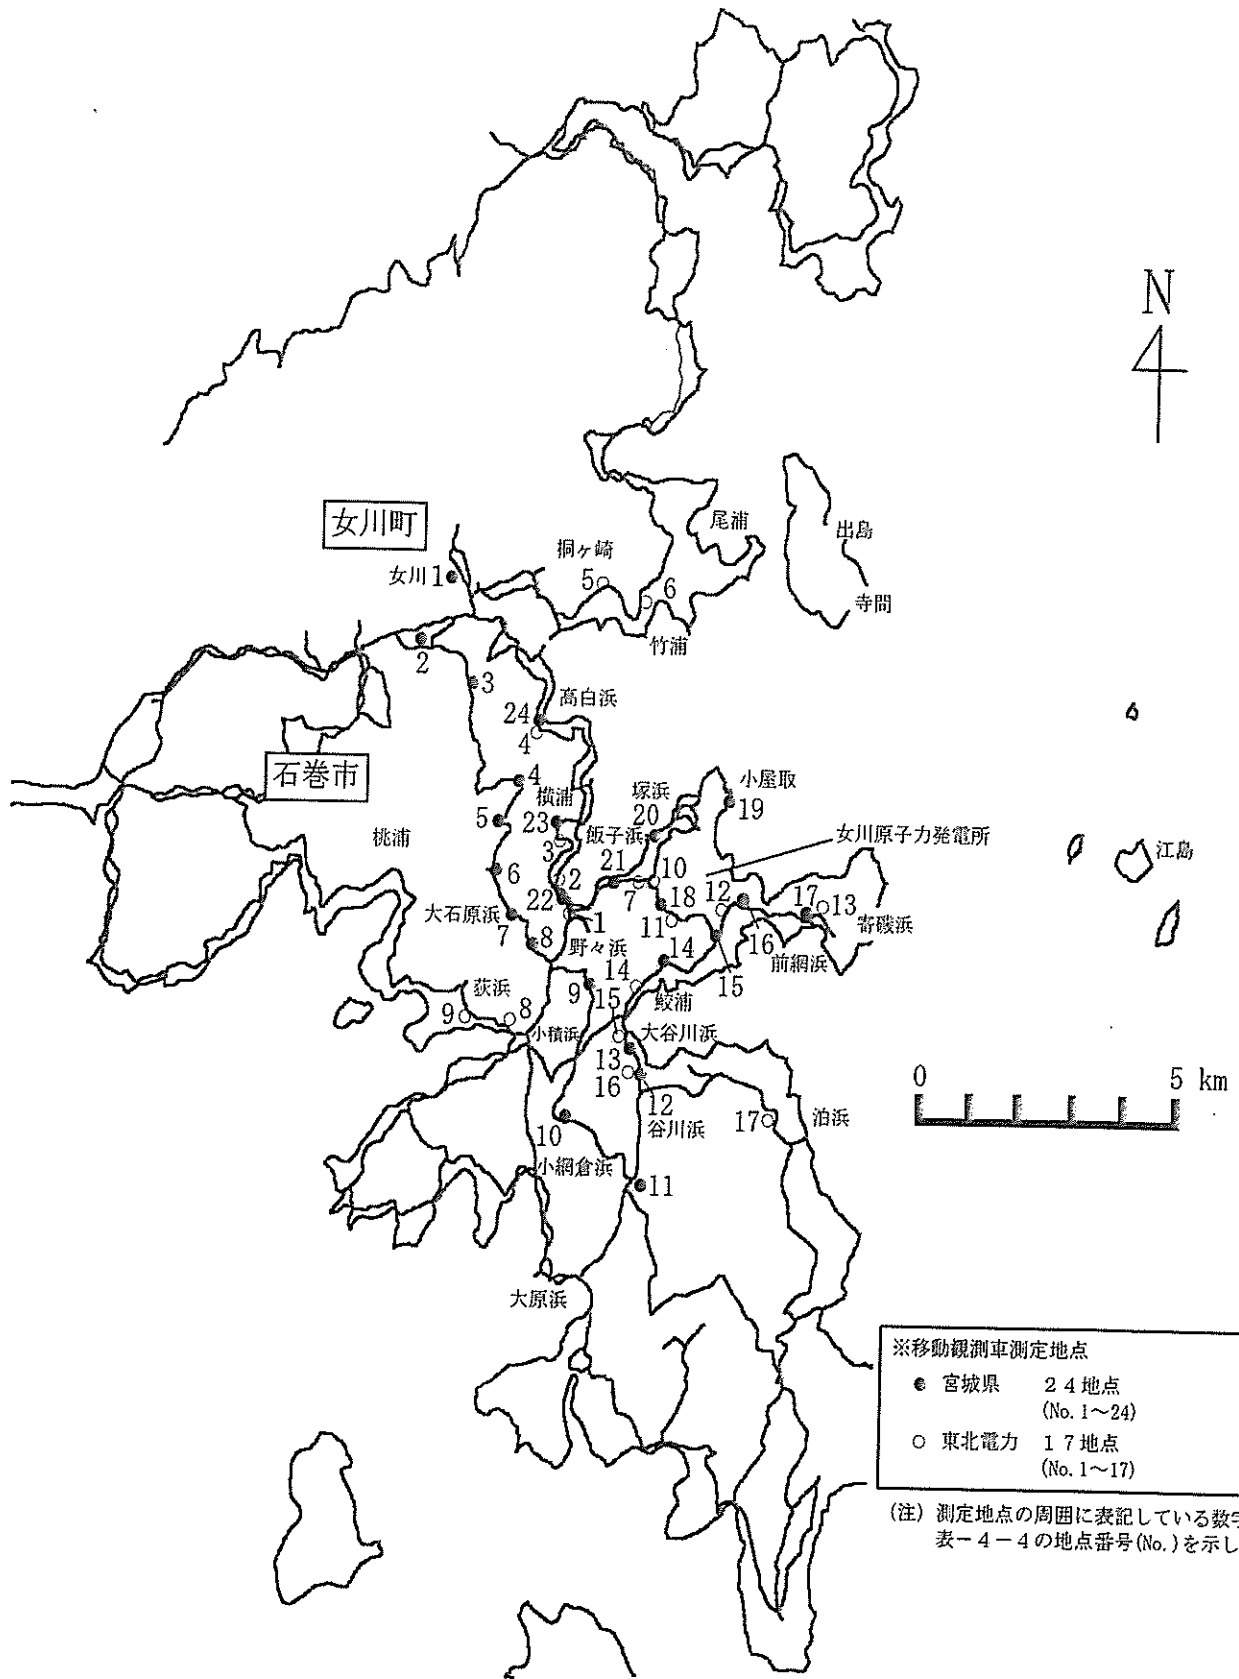 N
女川町
尾浦
出島
桐ヶ崎
女川 1
5
6
寺間
竹浦
2
3
高白浜
24
4
石巻市
4
小屋取
横浦
塚浜
20
19
5
23
飯子浜
女川原子力発電所
桃浦
3
21
江島
6
10
2
7
22
18
12
17
13
大石原浜
1
11
寄磯浜
7
8
野々浜
16
14
前綱浜
15
9
14
荻浜
15
鮫浦
9
8
小積浜
大谷川浜
13
0
5 km
16
12
10
谷川浜
17
泊浜
小網倉浜
11
大原浜
※移動観測車測定地点
● 宮城県 24地点
(No. 1～24)
○ 東北電力 17地点
(No. 1～17)
(注) 測定地点の周囲に表記している数字
表-4-4の地点番号(No.)を示し